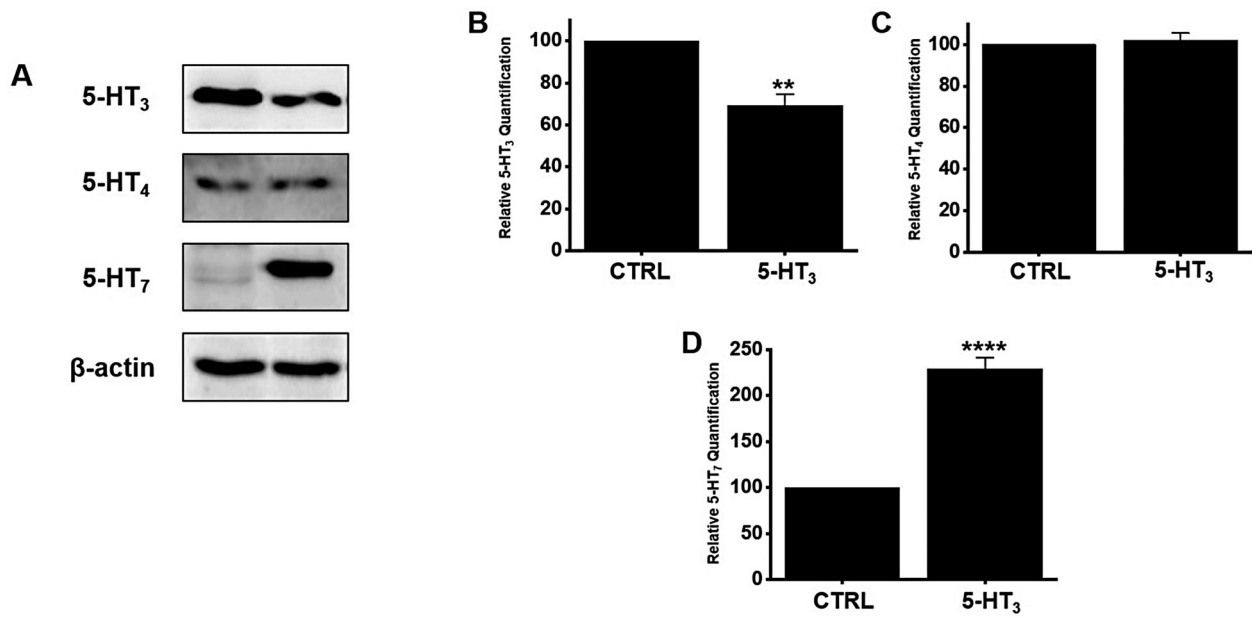 A
5-HT₃
5-HT₄
5-HT₇
β-actin
B
Relative 5-HT₃ Quantification
100
80
60
40
20
0
**
CTRL
5-HT₃
C
Relative 5-HT₄ Quantification
100
80
60
40
20
0
CTRL
5-HT₃
D
Relative 5-HT₇ Quantification
250
200
150
100
50
0
****
CTRL
5-HT₃